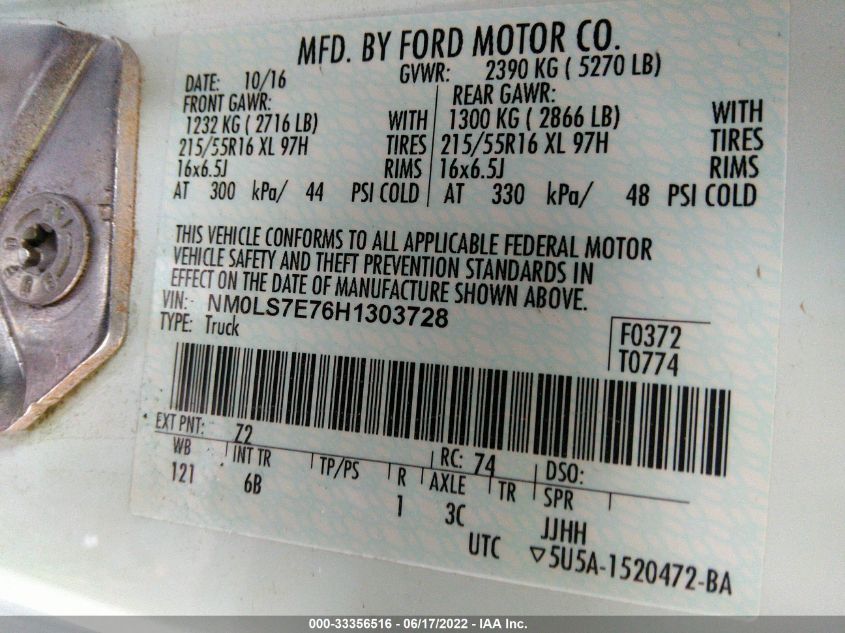 MFD. BY FORD MOTOR CO.
DATE: 10/16 GVWR: 2390 KG ( 5270 LB)
FRONT GAWR: REAR GAWR:
1232 KG ( 2716 LB) WITH 1300 KG ( 2866 LB) WITH
215/55R16 XL 97H TIRES 215/55R16 XL 97H TIRES
16x6.5J RIMS 16x6.5J RIMS
AT 300 kPa/ 44 PSI COLD AT 330 kPa/ 48 PSI COLD
THIS VEHICLE CONFORMS TO ALL APPLICABLE FEDERAL MOTOR
VEHICLE SAFETY AND THEFT PREVENTION STANDARDS IN
EFFECT ON THE DATE OF MANUFACTURE SHOWN ABOVE.
VIN: NM0LS7E76H1303728
TYPE: Truck
F0372
T0774
EXT PNT: Z2 RC: 74 DSO:
WB INT TR TP/PS R AXLE TR SPR
121 6B 1 3C JJHH
UTC ▽5U5A-1520472-BA
000-33356516 - 06/17/2022 - IAA Inc.